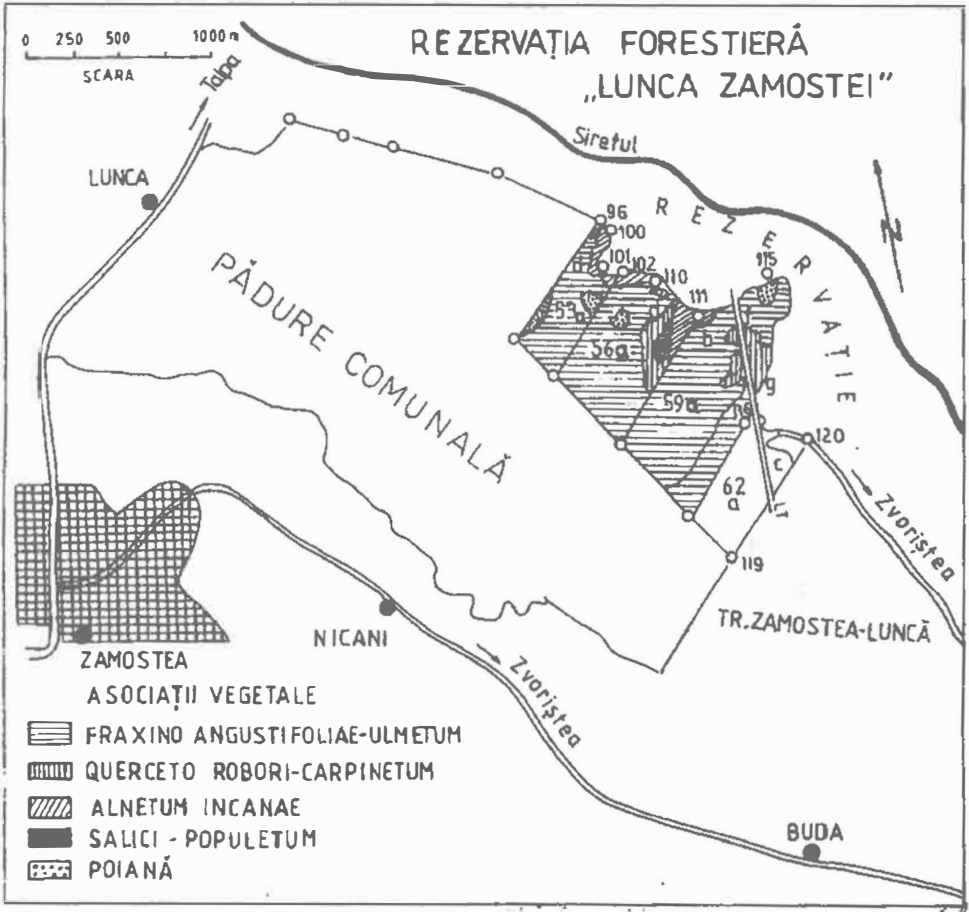 REZERVAȚIA FORESTIERĂ
„LUNCA ZAMOSTEI"
0 250 500 1000 m
SCARA
Talpa
Siretul
LUNCA
N
REZERVAȚIE
96
100
101
102
110
111
115
53a
56a
b
59a
g
120
c
62
a
LT
119
PĂDURE COMUNALĂ
Zvoriștea
TR.ZAMOSTEA-LUNCĂ
NICANI
Zvoriștea
ZAMOSTEA
BUDA
ASOCIAȚII VEGETALE
FRAXINO ANGUSTIFOLIAE-ULMETUM
QUERCETO ROBORI-CARPINETUM
ALNETUM INCANAE
SALICI - POPULETUM
POIANĂ